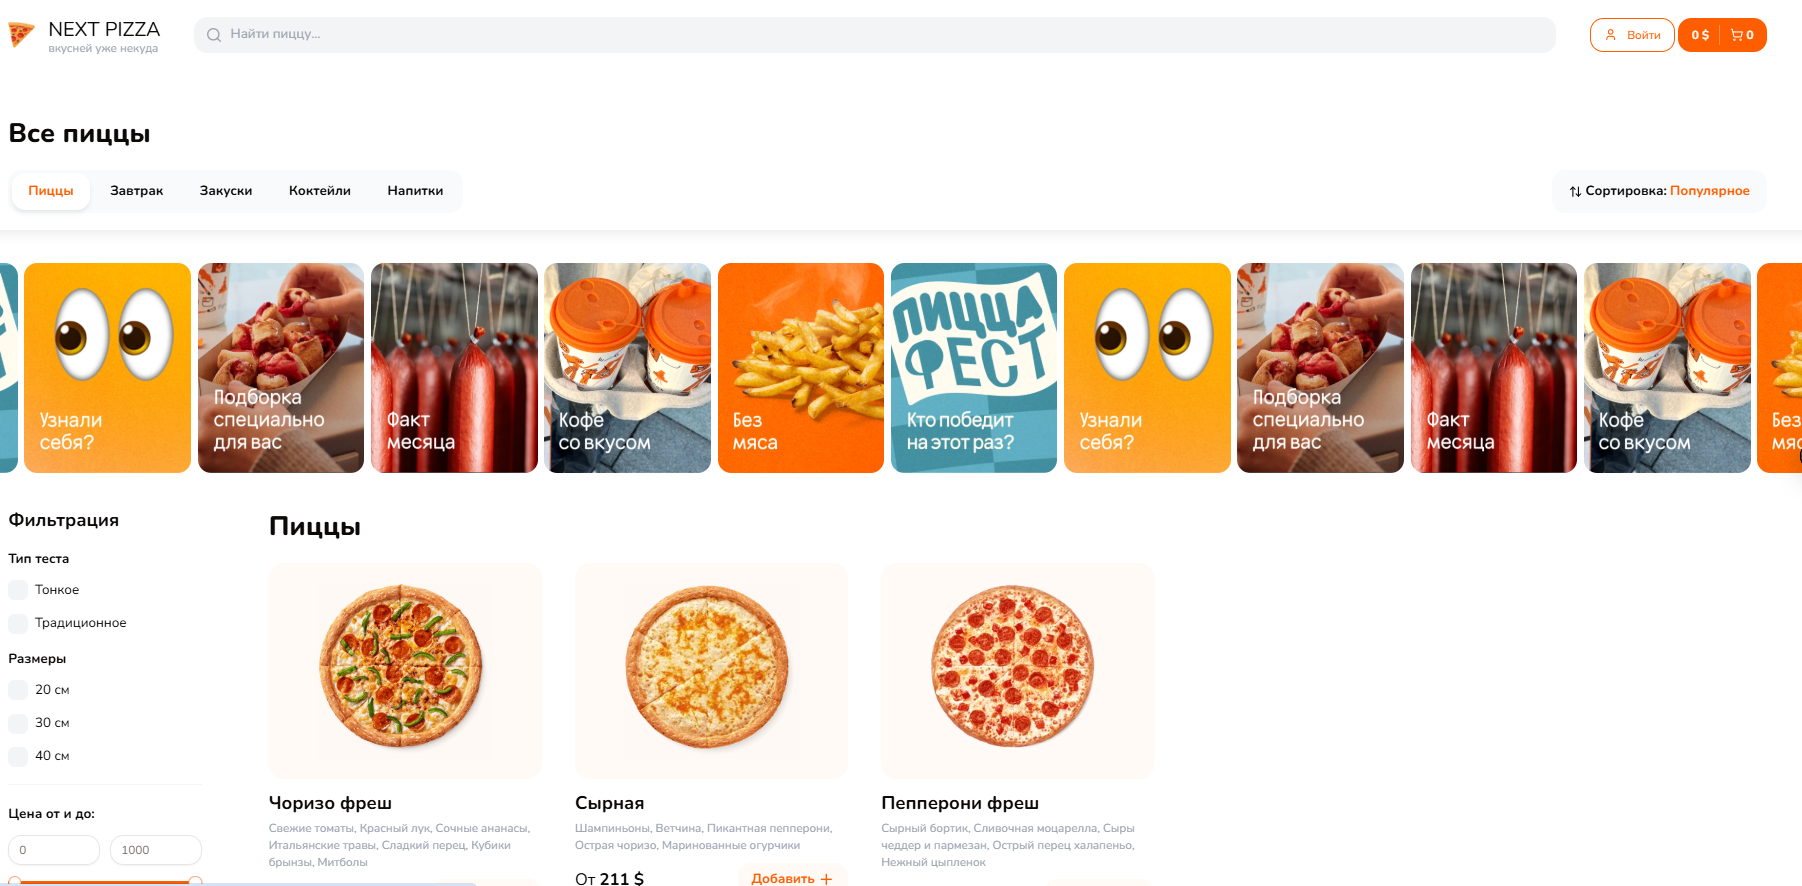 NEXT PIZZA
вкусней уже некуда
Найти пиццу...
Войти
0 $
0
Все пиццы
Пиццы
Завтрак
Закуски
Коктейли
Напитки
Сортировка: Популярное
Узнали
себя?
Подборка
специально
для вас
Факт
месяца
Кофе
со вкусом
Без
мяса
ПИЦЦА
ФЕСТ
Кто победит
на этот раз?
Узнали
себя?
Подборка
специально
для вас
Факт
месяца
Кофе
со вкусом
Без
Фильтрация
Тип теста
Тонкое
Традиционное
Размеры
20 см
30 см
40 см
Цена от и до:
0
1000
Пиццы
Чоризо фреш
Свежие томаты, Красный лук, Сочные ананасы,
Итальянские травы, Сладкий перец, Кубики
брынзы, Митболы
Сырная
Шампиньоны, Ветчина, Пикантная пепперони,
Острая чоризо, Маринованные огурчики
От 211 $
Добавить
Пепперони фреш
Сырный бортик, Сливочная моцарелла, Сыры
чеддер и пармезан, Острый перец халапеньо,
Нежный цыпленок